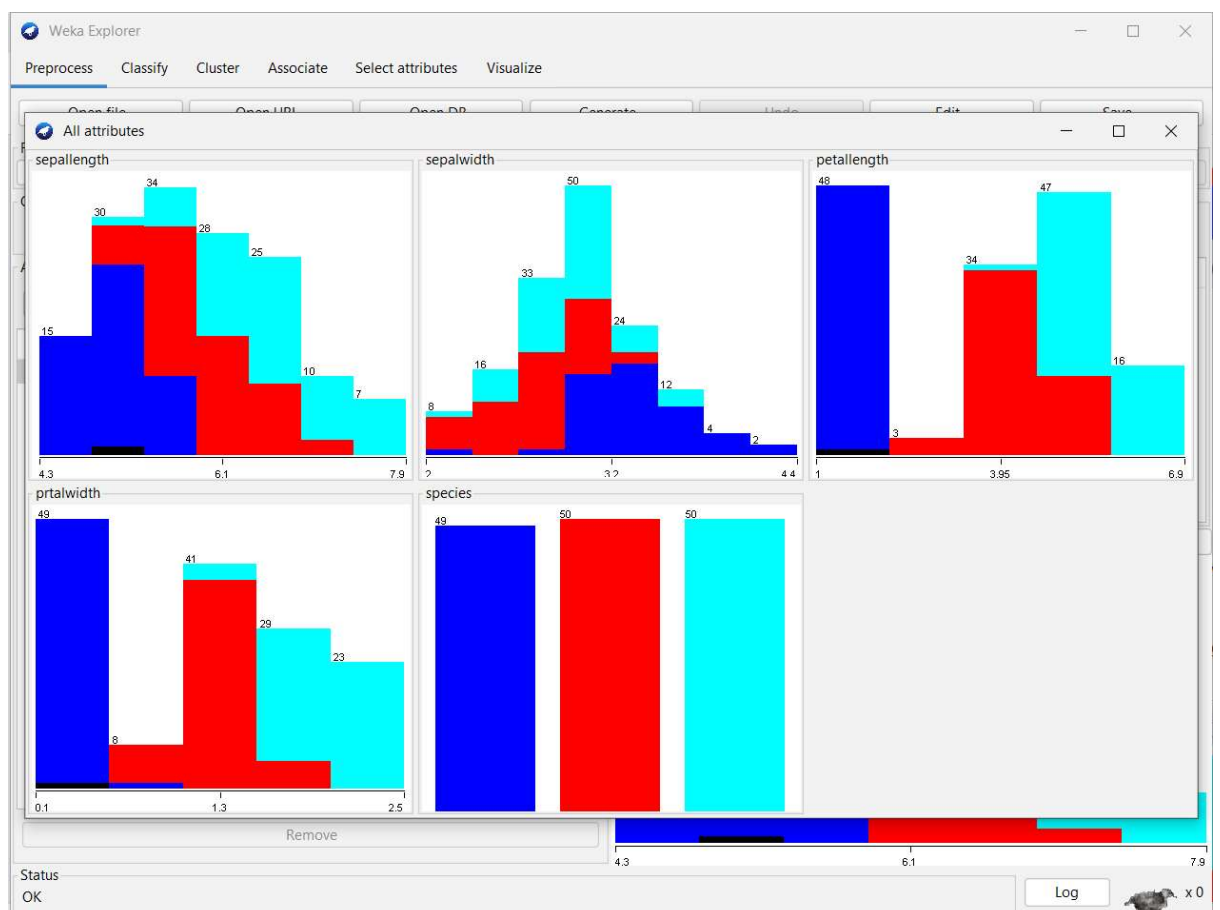 Weka Explorer
Preprocess Classify Cluster Associate Select attributes Visualize
All attributes
sepallength
34
30
28
25
15
10
7
4.3 6.1 7.9
sepalwidth
50
33
24
16
12
8
4
2
2 3.2 4.4
petallength
48
47
34
16
3
1 3.95 6.9
prtalwidth
49
41
29
23
8
0.1 1.3 2.5
species
49 50 50
Remove
4.3 6.1 7.9
Status
OK
Log x 0